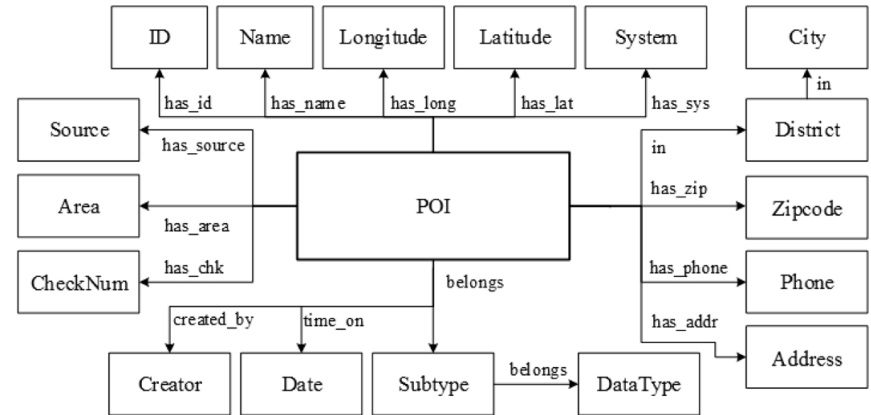 ID
Name
Longitude
Latitude
System
City
has_id
has_name
has_long
has_lat
has_sys
in
Source
has_source
in
District
Area
has_area
POI
has_zip
Zipcode
CheckNum
has_chk
belongs
has_phone
Phone
created_by
time_on
has_addr
Address
Creator
Date
Subtype
belongs
DataType